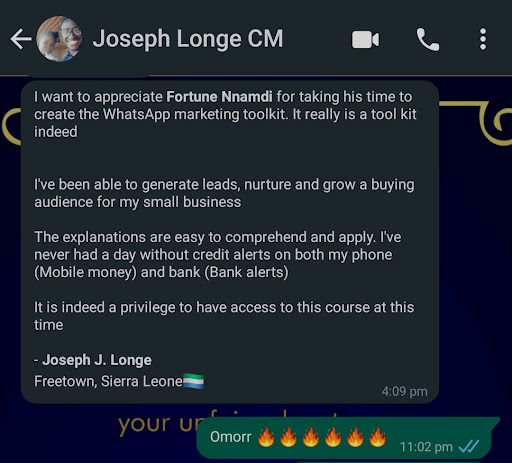 Joseph Longe CM
I want to appreciate Fortune Nnamdi for taking his time to
create the WhatsApp marketing toolkit. It really is a tool kit
indeed
I've been able to generate leads, nurture and grow a buying
audience for my small business
The explanations are easy to comprehend and apply. I've
never had a day without credit alerts on both my phone
(Mobile money) and bank (Bank alerts)
It is indeed a privilege to have access to this course at this
time
- Joseph J. Longe
Freetown, Sierra Leone🇸🇱
4:09 pm
your
Omorr 🔥🔥🔥🔥🔥🔥
11:02 pm